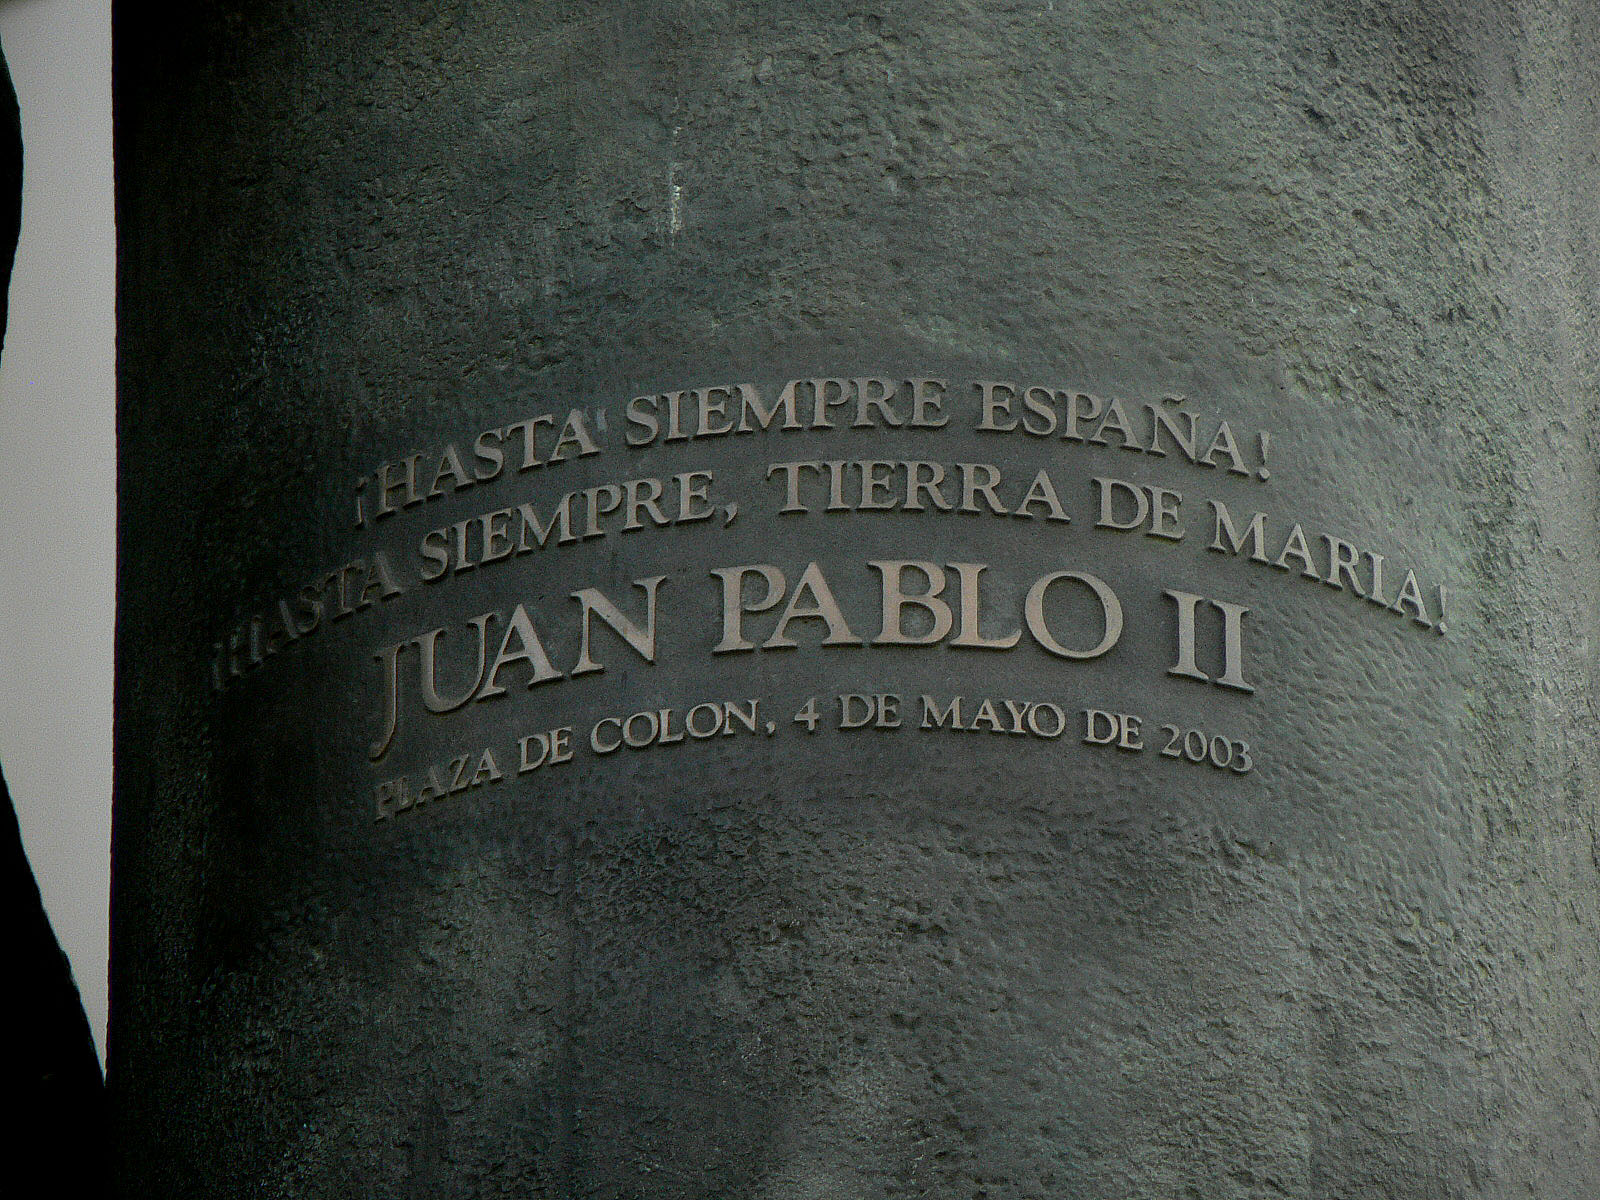 ¡HASTA SIEMPRE ESPAÑA!
¡HASTA SIEMPRE, TIERRA DE MARIA!
JUAN PABLO II
PLAZA DE COLON, 4 DE MAYO DE 2003